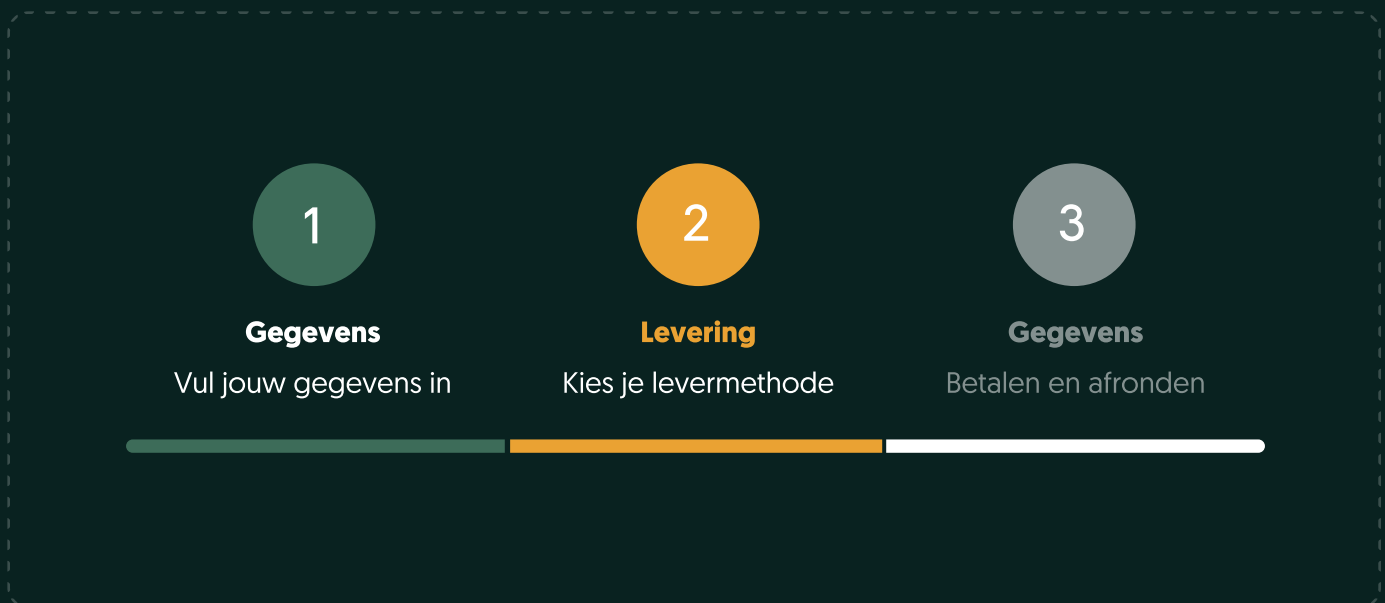 1
Gegevens
Vul jouw gegevens in
2
Levering
Kies je levermethode
3
Gegevens
Betalen en afronden